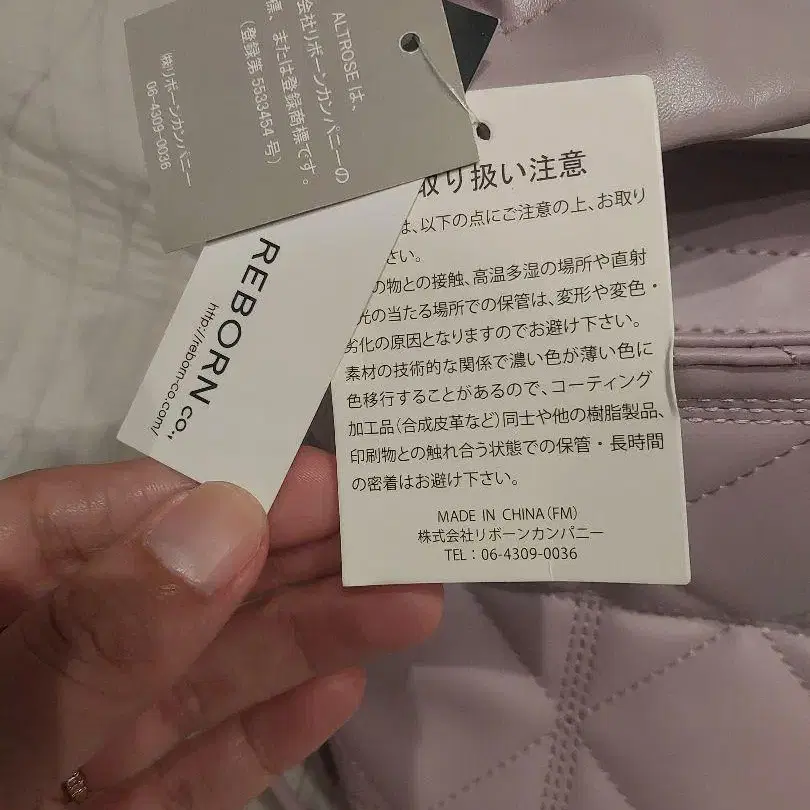 ALTROSE は、
会社リボーンカンパニーの
標、または登録商標です。
(登録第 5533454 号)
㈱リボーンカンパニー
06-4309-0036
REBORN co.,
http://reborn-co.com/
取り扱い注意
は、以下の点にご注意の上、お取り
さい。
の物との接触、高温多湿の場所や直射
光の当たる場所での保管は、変形や変色・
劣化の原因となりますのでお避け下さい。
素材の技術的な関係で濃い色が薄い色に
色移行することがあるので、コーティング
加工品(合成皮革など)同士や他の樹脂製品、
印刷物との触れ合う状態での保管・長時間
の密着はお避け下さい。
MADE IN CHINA(FM)
株式会社リボーンカンパニー
TEL：06-4309-0036